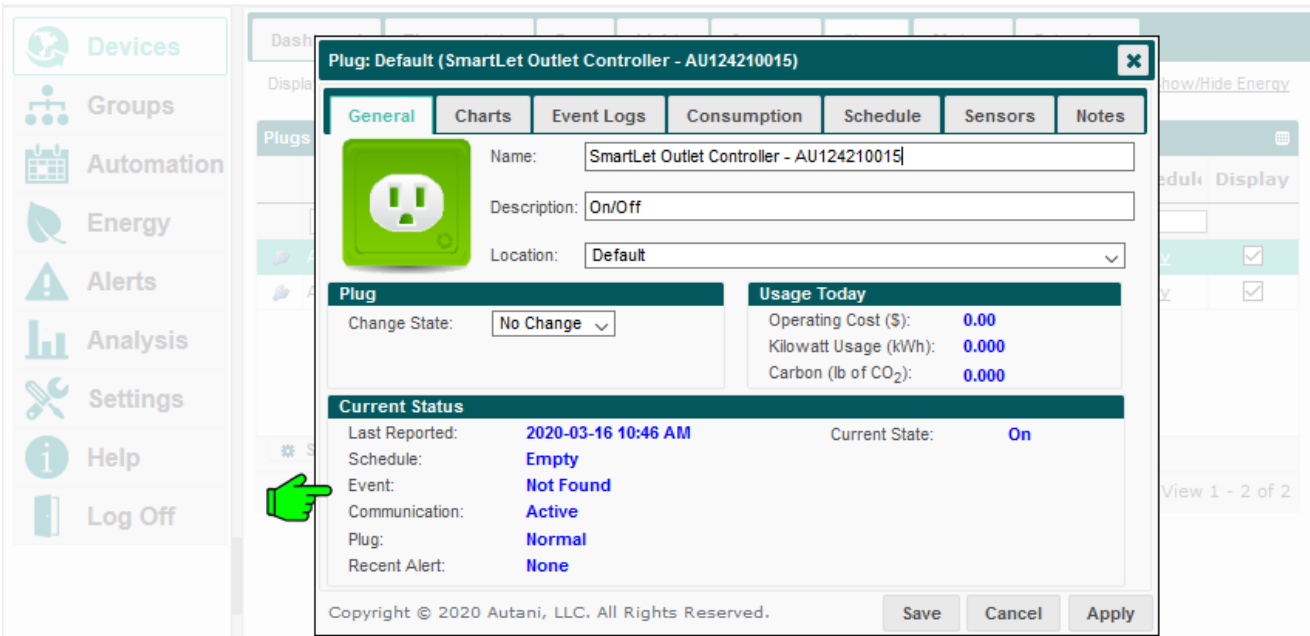 Devices
Groups
Automation
Energy
Alerts
Analysis
Settings
Help
Log Off
Dash
Displa
how/Hide Energy
Plugs
edule Display
View 1 - 2 of 2
Plug: Default (SmartLet Outlet Controller - AU124210015)
General Charts Event Logs Consumption Schedule Sensors Notes
Name: SmartLet Outlet Controller - AU124210015
Description: On/Off
Location: Default
Plug
Change State: No Change
Usage Today
Operating Cost ($): 0.00
Kilowatt Usage (kWh): 0.000
Carbon (lb of CO2): 0.000
Current Status
Last Reported: 2020-03-16 10:46 AM Current State: On
Schedule: Empty
Event: Not Found
Communication: Active
Plug: Normal
Recent Alert: None
Copyright © 2020 Autani, LLC. All Rights Reserved. Save Cancel Apply